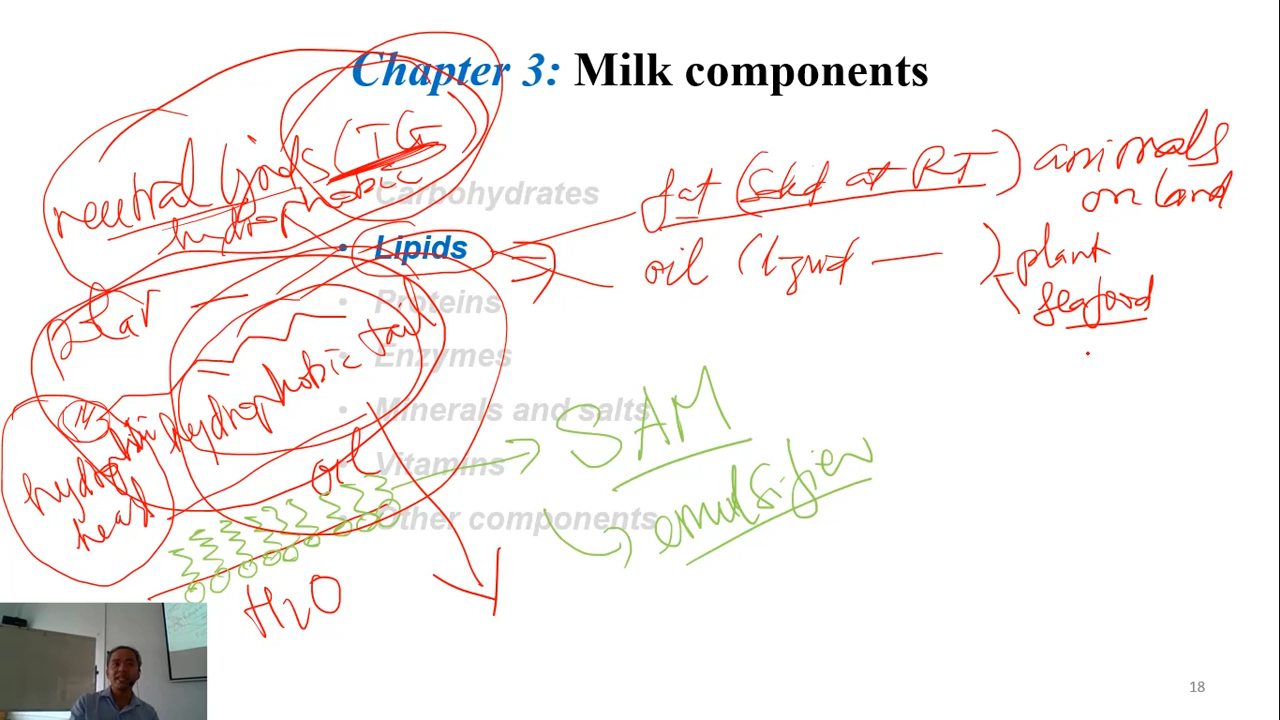 Chapter 3: Milk components
neutral lipids (TG)
hydrophobic
• Carbohydrates
fat (solid at RT) animals
on land
• Lipids
oil (liquid — ) plant
seafood
polar
• Proteins
• Enzymes
hydrophobic tail
• Minerals and salts
SAM
head
oil
• Vitamins
emulsifier
• Other components
H2O
18